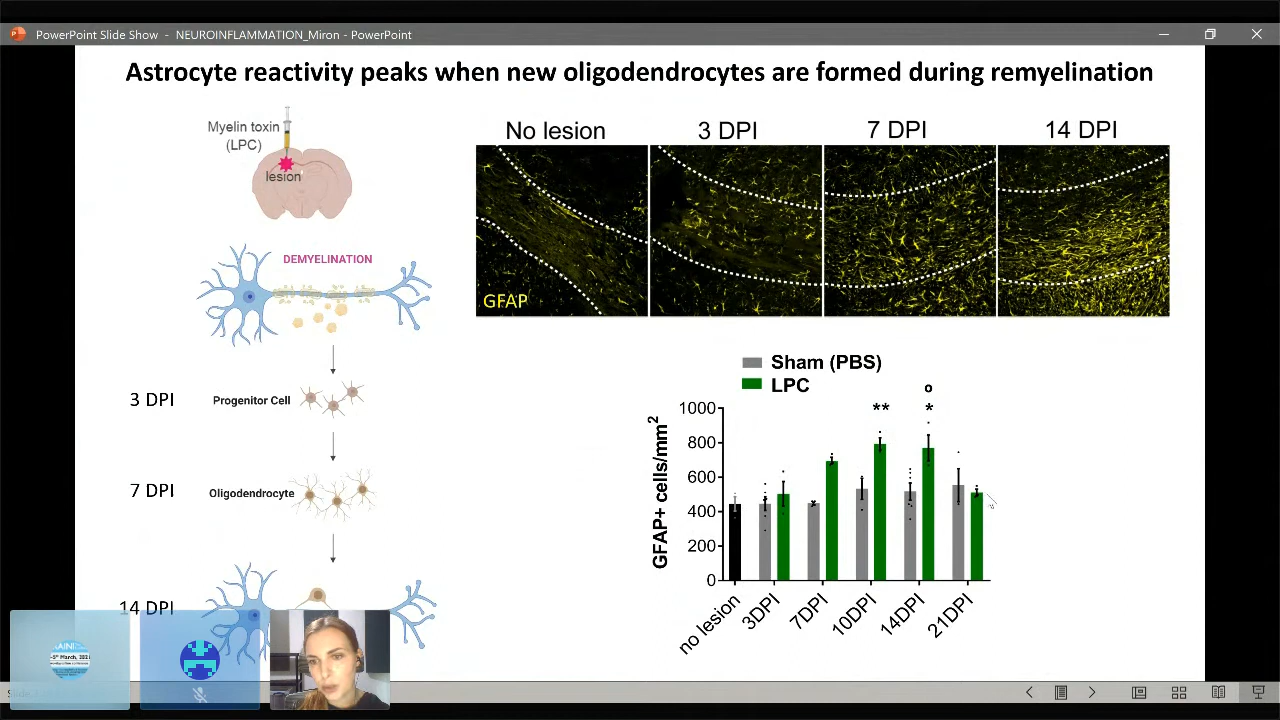 PowerPoint Slide Show - NEUROINFLAMMATION_Miron - PowerPoint
Astrocyte reactivity peaks when new oligodendrocytes are formed during remyelination
Myelin toxin
(LPC)
lesion
DEMYELINATION
3 DPI
Progenitor Cell
7 DPI
Oligodendrocyte
14 DPI
No lesion
3 DPI
7 DPI
14 DPI
GFAP
Sham (PBS)
LPC
GFAP+ cells/mm²
1000
800
600
400
200
0
** 
°
*
no lesion
3DPI
7DPI
10DPI
14DPI
21DPI